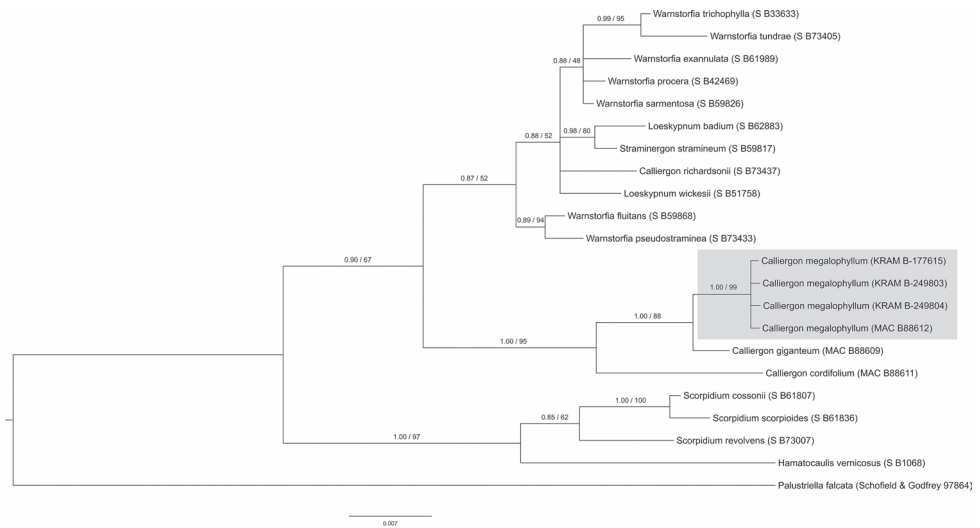 Warnstorfia trichophylla (S B33633)
0.99 / 95
Warnstorfia tundrae (S B73405)
Warnstorfia exannulata (S B61989)
0.88 / 48
Warnstorfia procera (S B42469)
Warnstorfia sarmentosa (S B59826)
Loeskypnum badium (S B62883)
0.88 / 52
0.98 / 80
Straminergon stramineum (S B59817)
Calliergon richardsonii (S B73437)
0.87 / 52
Loeskypnum wickesii (S B51758)
Warnstorfia fluitans (S B59868)
0.89 / 94
Warnstorfia pseudostraminea (S B73433)
0.90 / 67
Calliergon megalophyllum (KRAM B-177615)
Calliergon megalophyllum (KRAM B-249803)
1.00 / 99
Calliergon megalophyllum (KRAM B-249804)
1.00 / 88
Calliergon megalophyllum (MAC B88612)
1.00 / 95
Calliergon giganteum (MAC B88609)
Calliergon cordifolium (MAC B88611)
1.00 / 100
Scorpidium cossonii (S B61807)
0.85 / 62
Scorpidium scorpioides (S B61836)
1.00 / 97
Scorpidium revolvens (S B73007)
Hamatocaulis vernicosus (S B1068)
Palustriella falcata (Schofield & Godfrey 97864)
0.007